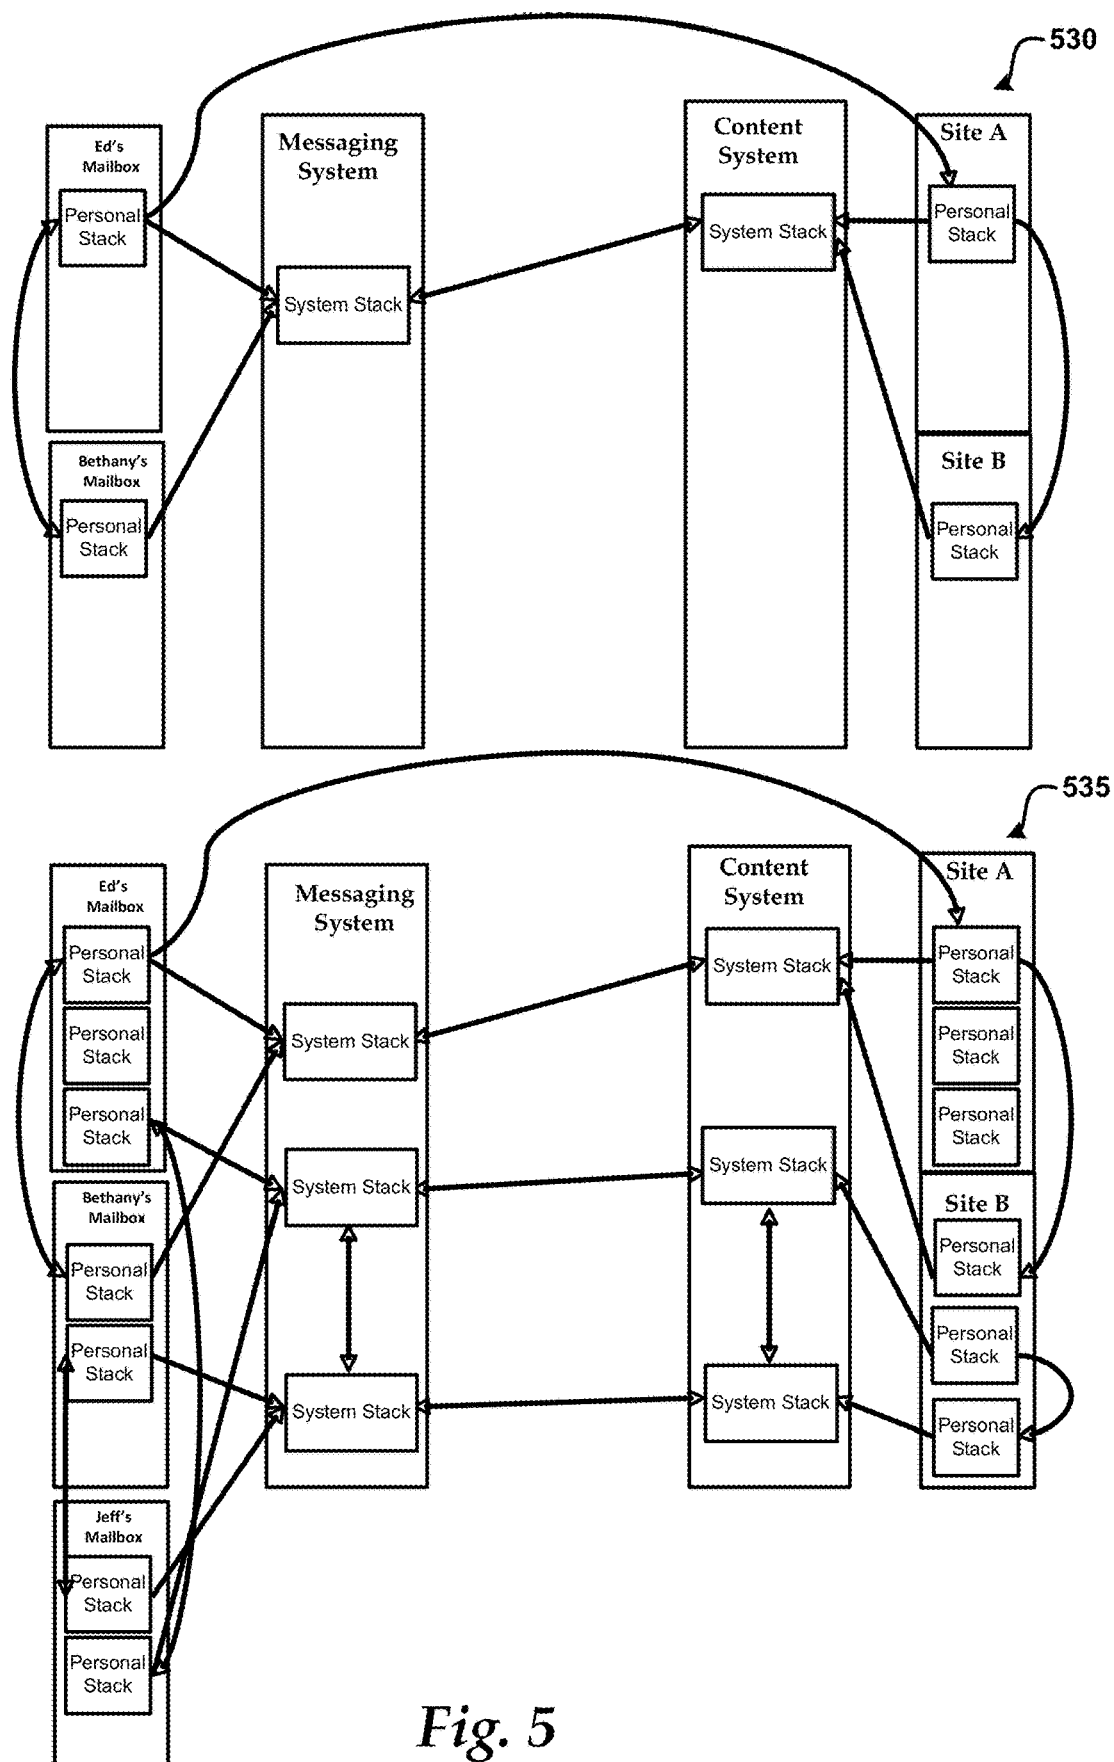 530
Ed's
Mailbox
Personal
Stack
Messaging
System
System Stack
Content
System
System Stack
Site A
Personal
Stack
Bethany's
Mailbox
Personal
Stack
Site B
Personal
Stack
535
Ed's
Mailbox
Personal
Stack
Personal
Stack
Personal
Stack
Messaging
System
System Stack
System Stack
System Stack
Content
System
System Stack
System Stack
System Stack
Site A
Personal
Stack
Personal
Stack
Personal
Stack
Bethany's
Mailbox
Personal
Stack
Personal
Stack
Site B
Personal
Stack
Personal
Stack
Personal
Stack
Jeff's
Mailbox
Personal
Stack
Personal
Stack
Fig. 5